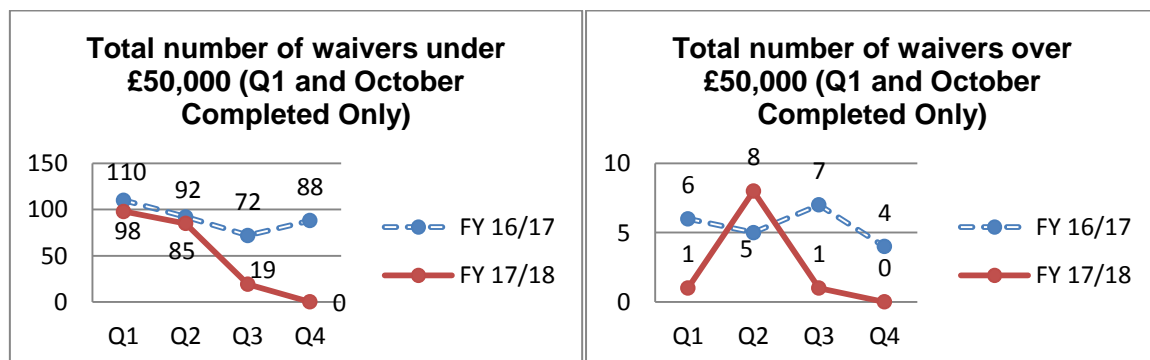 Total number of waivers under
£50,000 (Q1 and October
Completed Only)
150
100
50
0
110
92
72
88
98
85
19
0
Q1 Q2 Q3 Q4
FY 16/17
FY 17/18
Total number of waivers over
£50,000 (Q1 and October
Completed Only)
10
5
0
6
8
7
4
1
5
1
0
Q1 Q2 Q3 Q4
FY 16/17
FY 17/18